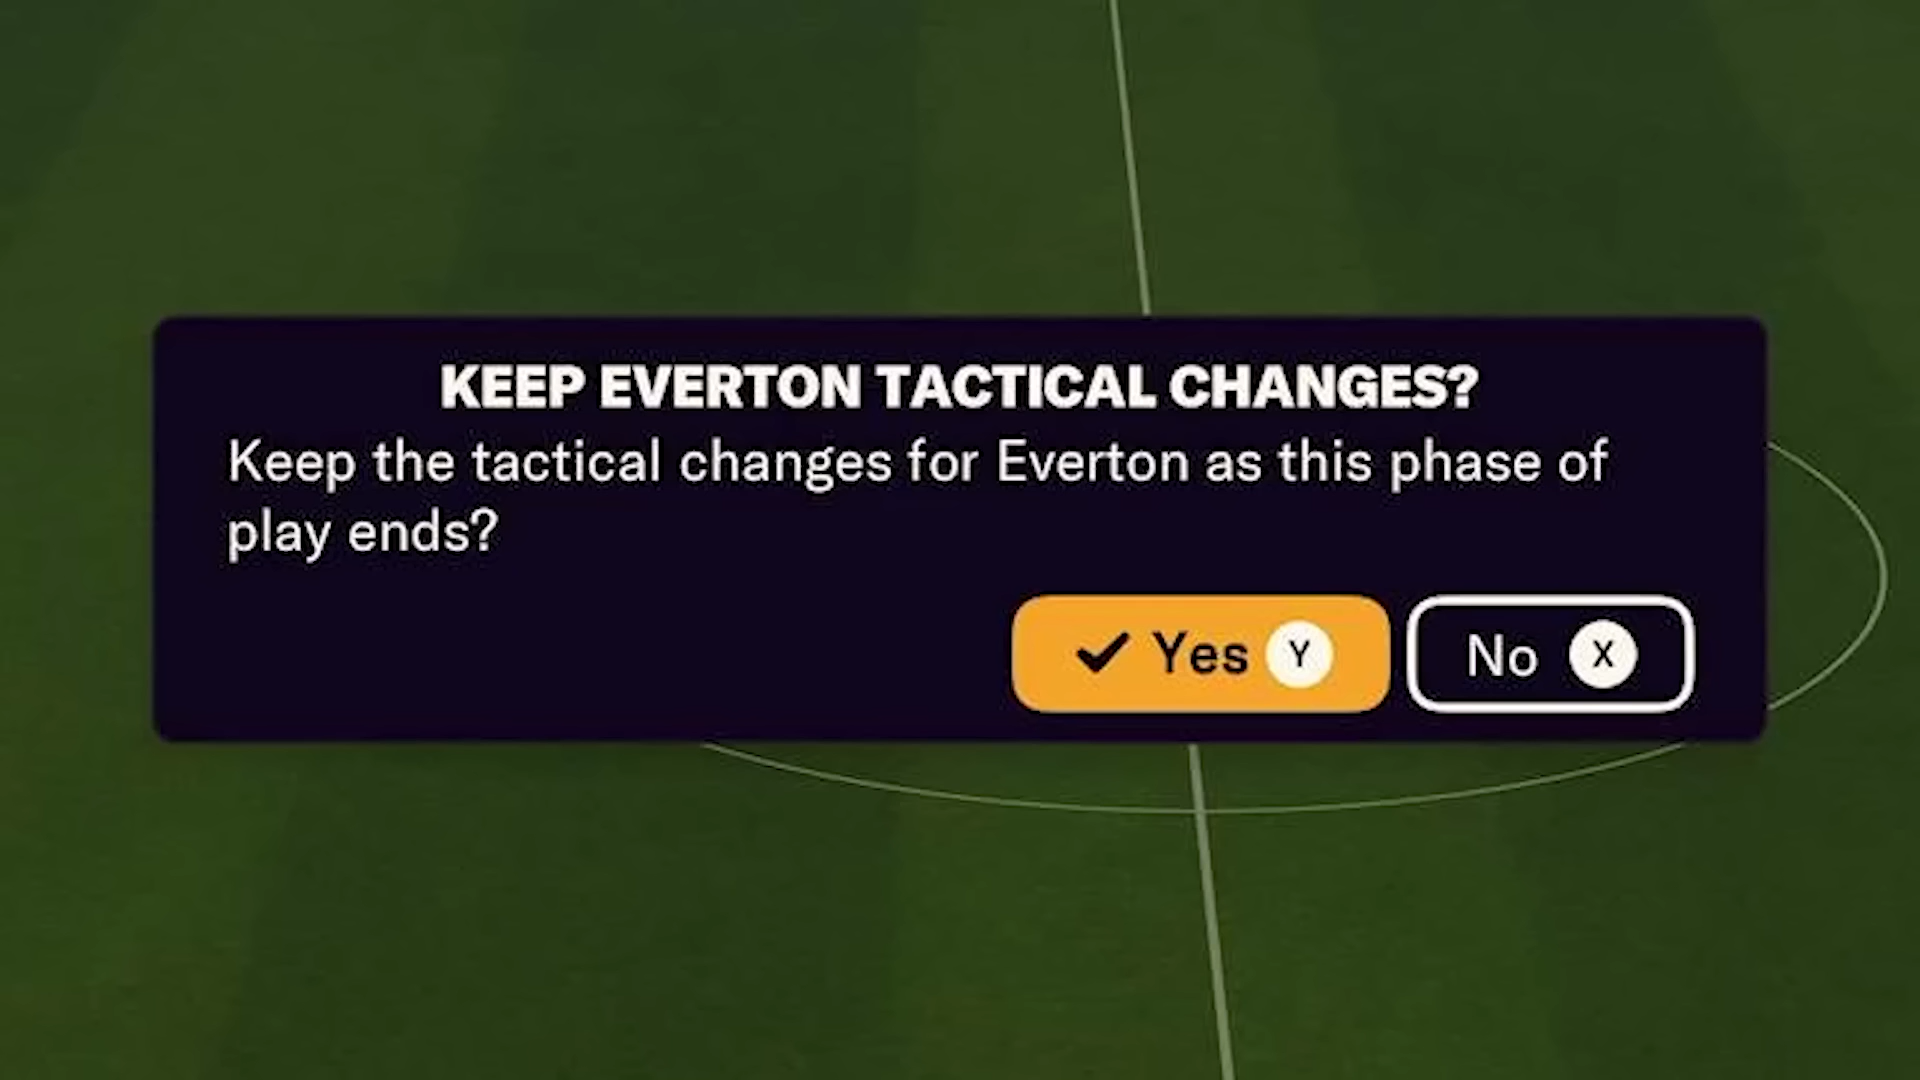 KEEP EVERTON TACTICAL CHANGES?
Keep the tactical changes for Everton as this phase of
play ends?
Yes Y No X